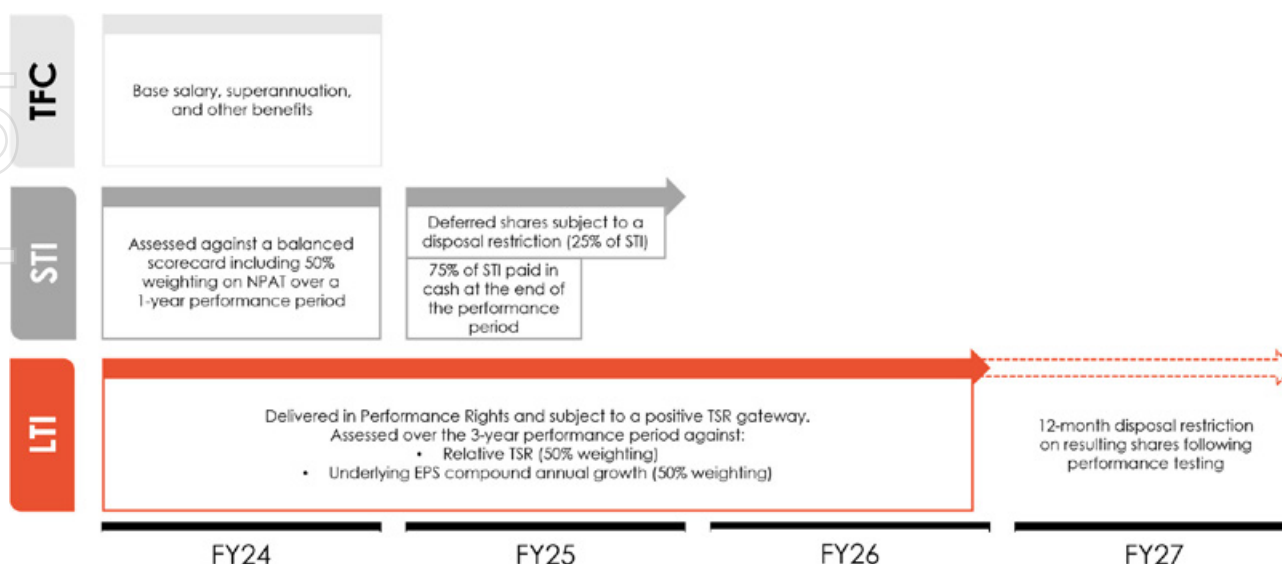 TFC
Base salary, superannuation,
and other benefits
STI
Assessed against a balanced
scorecard including 50%
weighting on NPAT over a
1-year performance period
Deferred shares subject to a
disposal restriction (25% of STI)
75% of STI paid in
cash at the end of
the performance
period
LTI
Delivered in Performance Rights and subject to a positive TSR gateway.
Assessed over the 3-year performance period against:
• Relative TSR (50% weighting)
• Underlying EPS compound annual growth (50% weighting)
12-month disposal restriction
on resulting shares following
performance testing
FY24
FY25
FY26
FY27